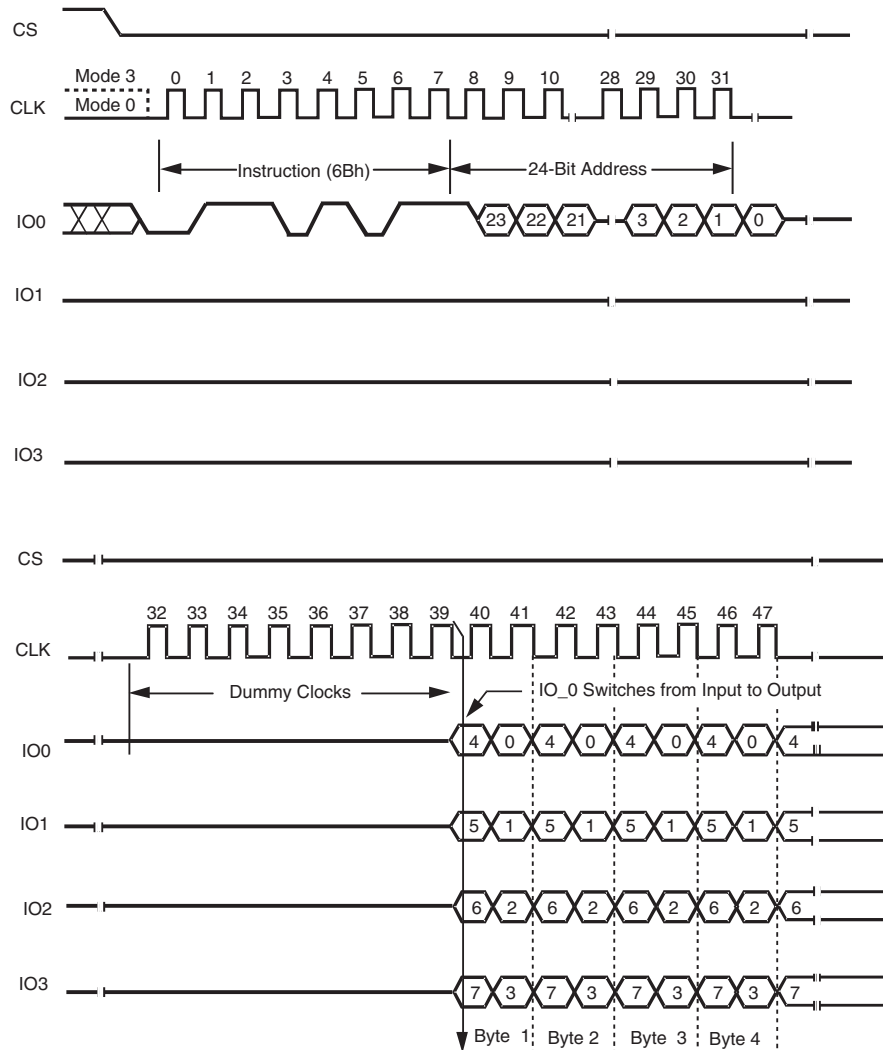 CS
Mode 3 0 1 2 3 4 5 6 7 8 9 10 28 29 30 31
CLK Mode 0
Instruction (6Bh) 24-Bit Address
IO0 23 22 21 3 2 1 0
IO1
IO2
IO3
CS
32 33 34 35 36 37 38 39 40 41 42 43 44 45 46 47
CLK
Dummy Clocks IO_0 Switches from Input to Output
IO0 4 0 4 0 4 0 4 0 4
IO1 5 1 5 1 5 1 5 1 5
IO2 6 2 6 2 6 2 6 2 6
IO3 7 3 7 3 7 3 7 3 7
Byte 1 Byte 2 Byte 3 Byte 4